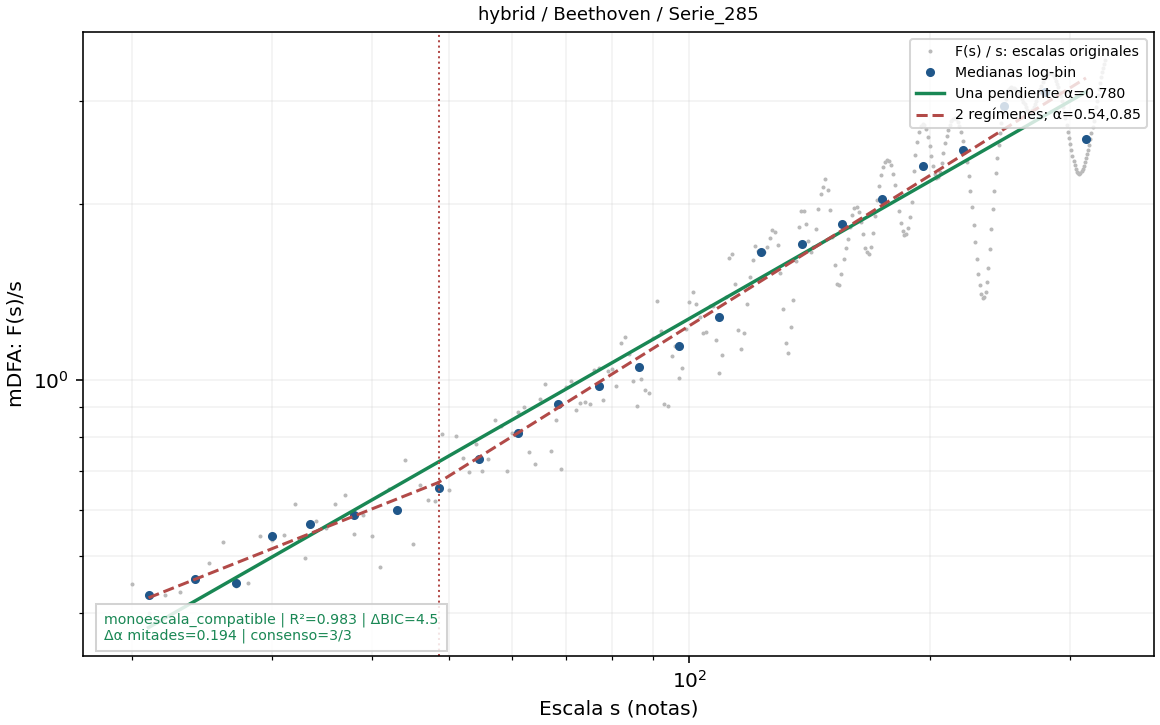 hybrid / Beethoven / Serie_285
F(s) / s: escalas originales
Medianas log-bin
Una pendiente α=0.780
2 regímenes; α=0.54,0.85
mDFA: F(s)/s
10⁰
monoescala_compatible | R²=0.983 | ΔBIC=4.5
Δα mitades=0.194 | consenso=3/3
10²
Escala s (notas)